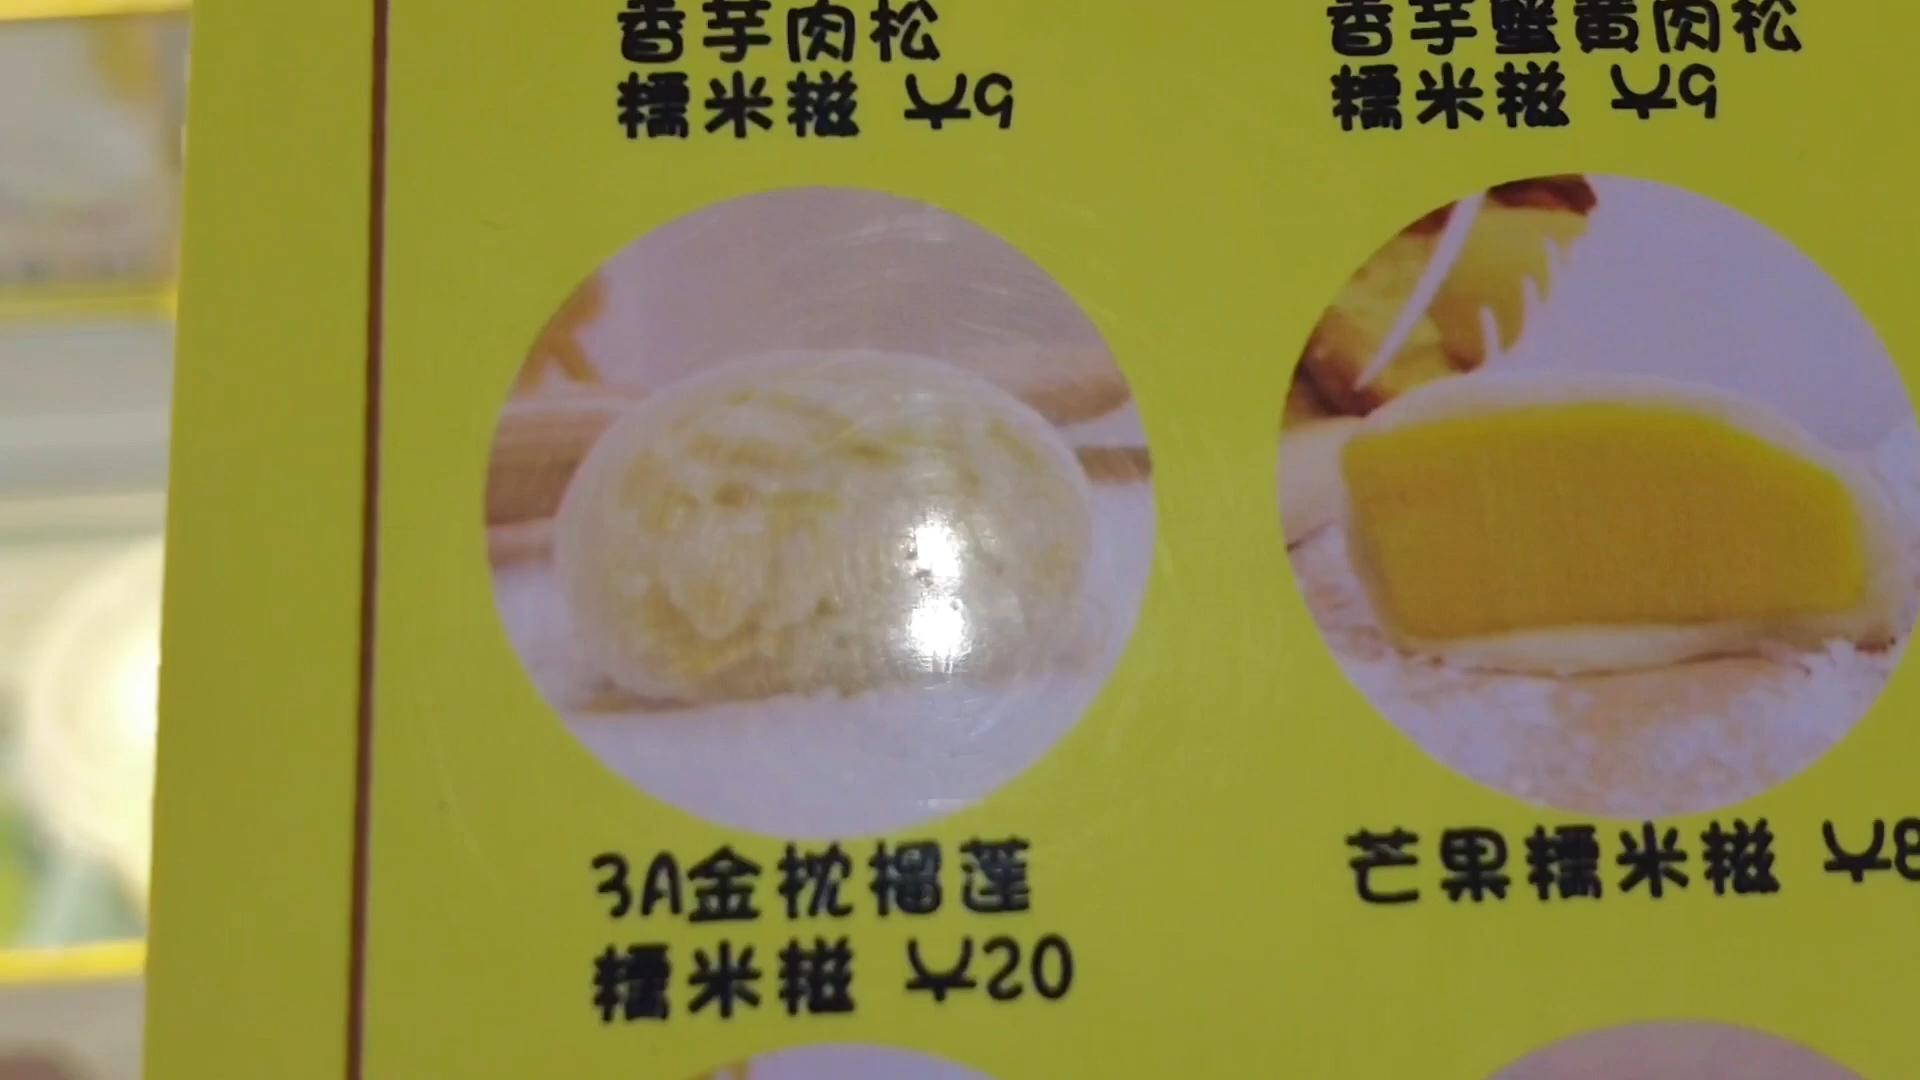 香芋肉松
糯米糍 ¥9
香芋蟹黄肉松
糯米糍 ¥9
3A金枕榴莲
糯米糍 ¥20
芒果糯米糍 ¥8